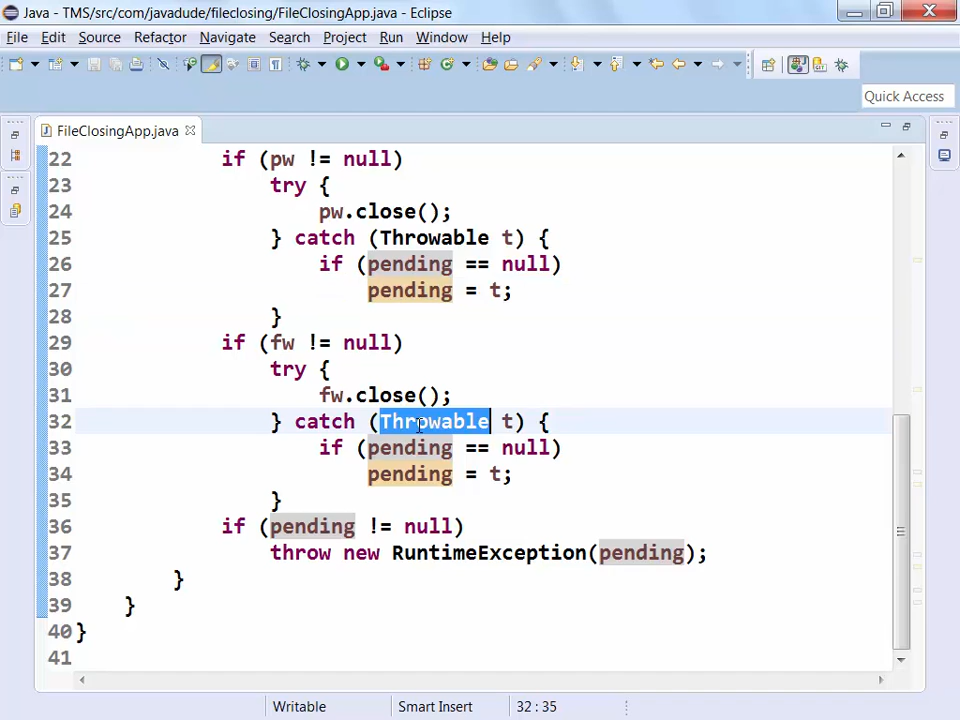 Java - TMS/src/com/javadude/fileclosing/FileClosingApp.java - Eclipse
File Edit Source Refactor Navigate Search Project Run Window Help
Quick Access
FileClosingApp.java
22 if (pw != null)
23 try {
24 pw.close();
25 } catch (Throwable t) {
26 if (pending == null)
27 pending = t;
28 }
29 if (fw != null)
30 try {
31 fw.close();
32 } catch (Throwable t) {
33 if (pending == null)
34 pending = t;
35 }
36 if (pending != null)
37 throw new RuntimeException(pending);
38 }
39 }
40 }
41
Writable Smart Insert 32 : 35